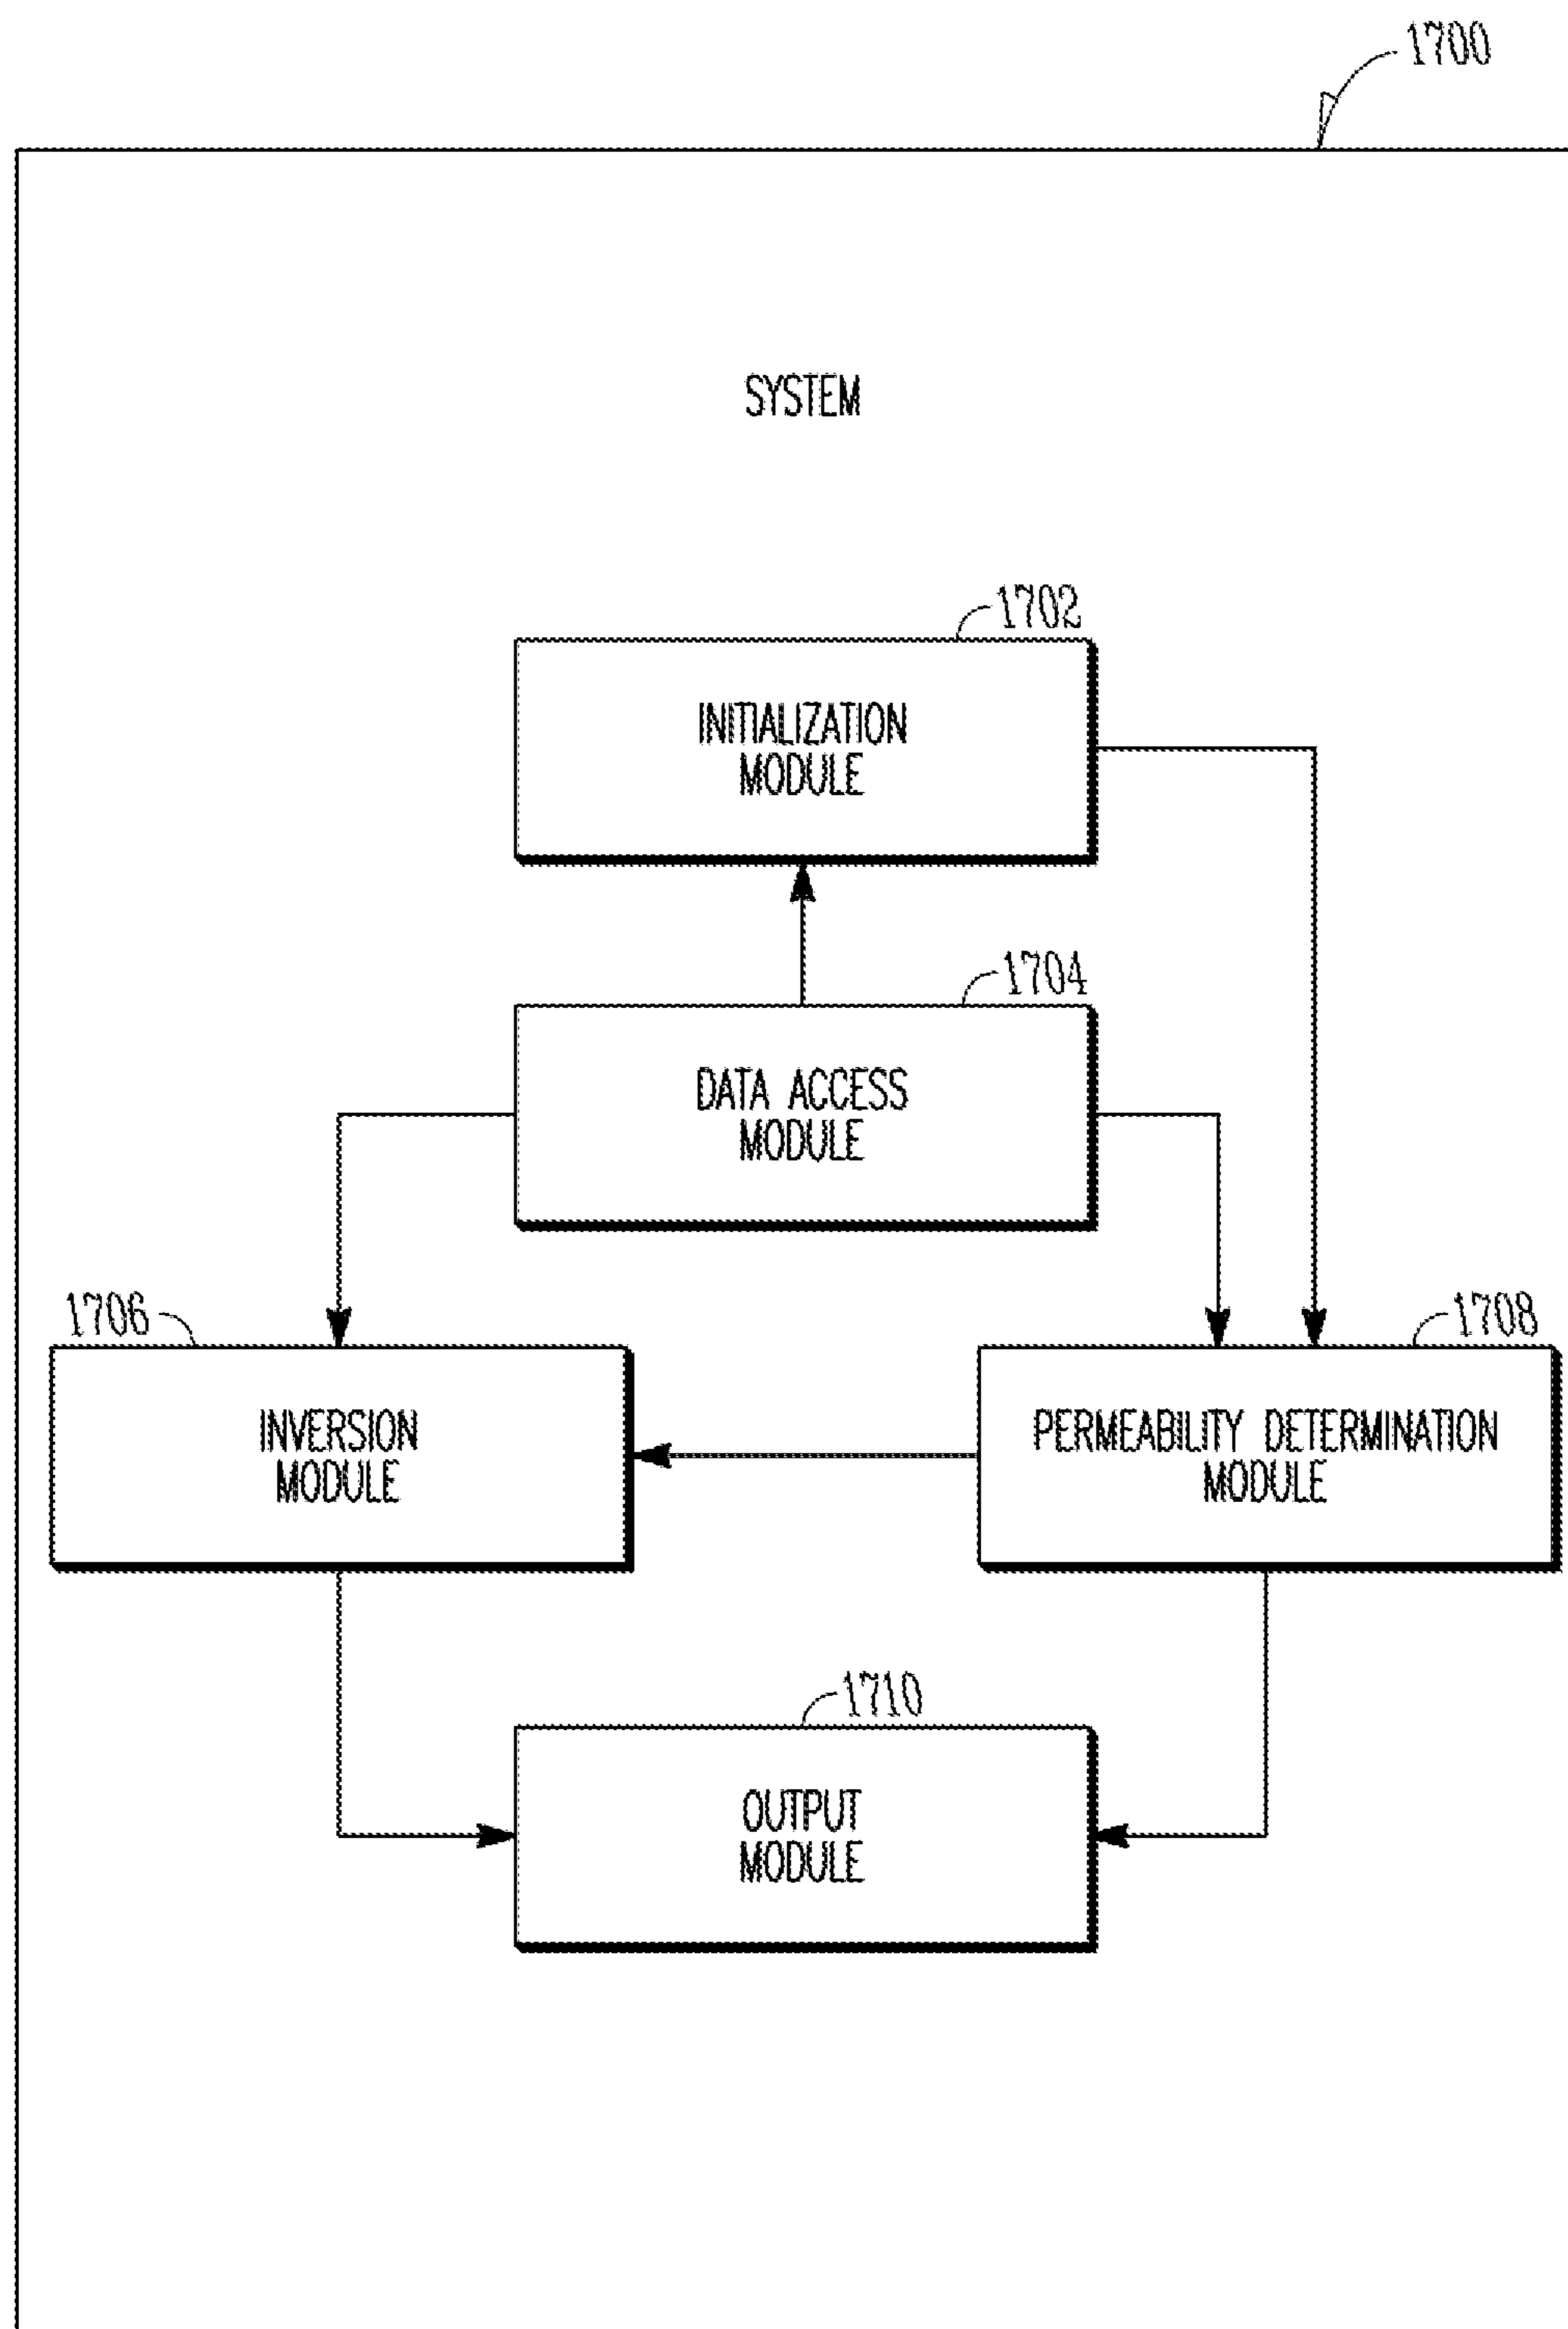 1700
SYSTEM
1702
INITIALIZATION
MODULE
1704
DATA ACCESS
MODULE
1706
INVERSION
MODULE
1708
PERMEABILITY DETERMINATION
MODULE
1710
OUTPUT
MODULE